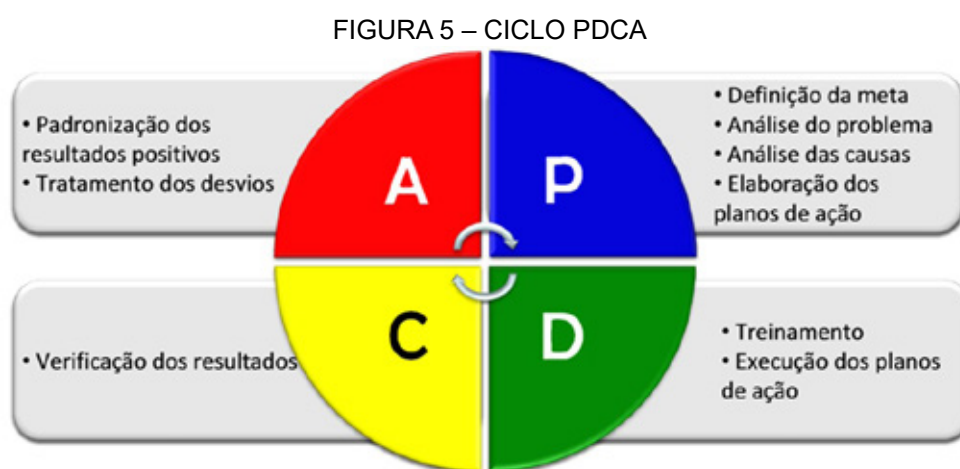 FIGURA 5 – CICLO PDCA
• Padronização dos
resultados positivos
• Tratamento dos desvios
A
P
• Definição da meta
• Análise do problema
• Análise das causas
• Elaboração dos
planos de ação
• Verificação dos resultados
C
D
• Treinamento
• Execução dos planos
de ação